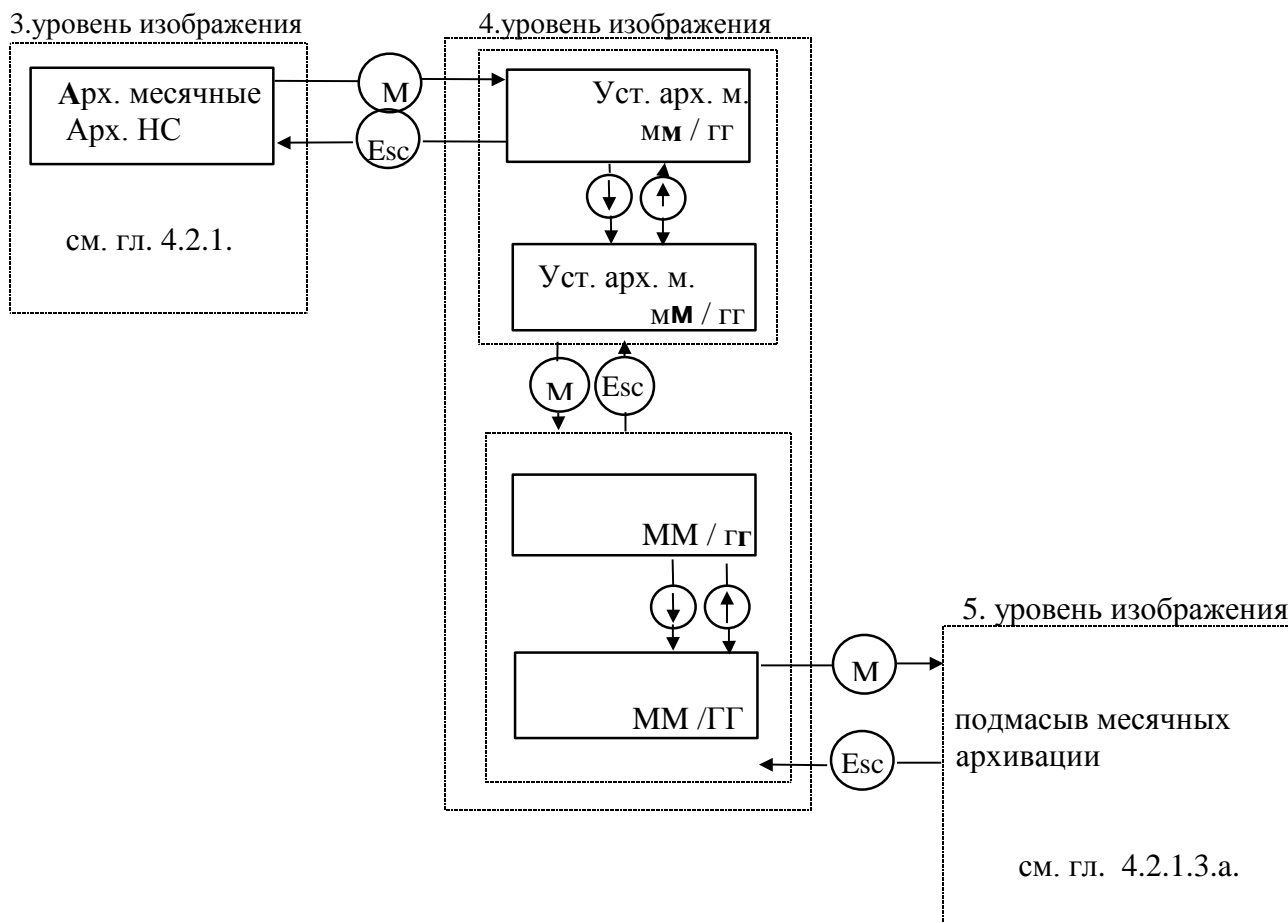 3.уровень изображения
4.уровень изображения
Арх. месячные
Арх. НС
см. гл. 4.2.1.
М
Esc
Уст. арх. м.
мм / гг
Уст. арх. м.
мМ / гг
М
Esc
ММ / гг
ММ /ГГ
М
Esc
5. уровень изображения
подмасыв месячных
архивации
см. гл. 4.2.1.3.а.